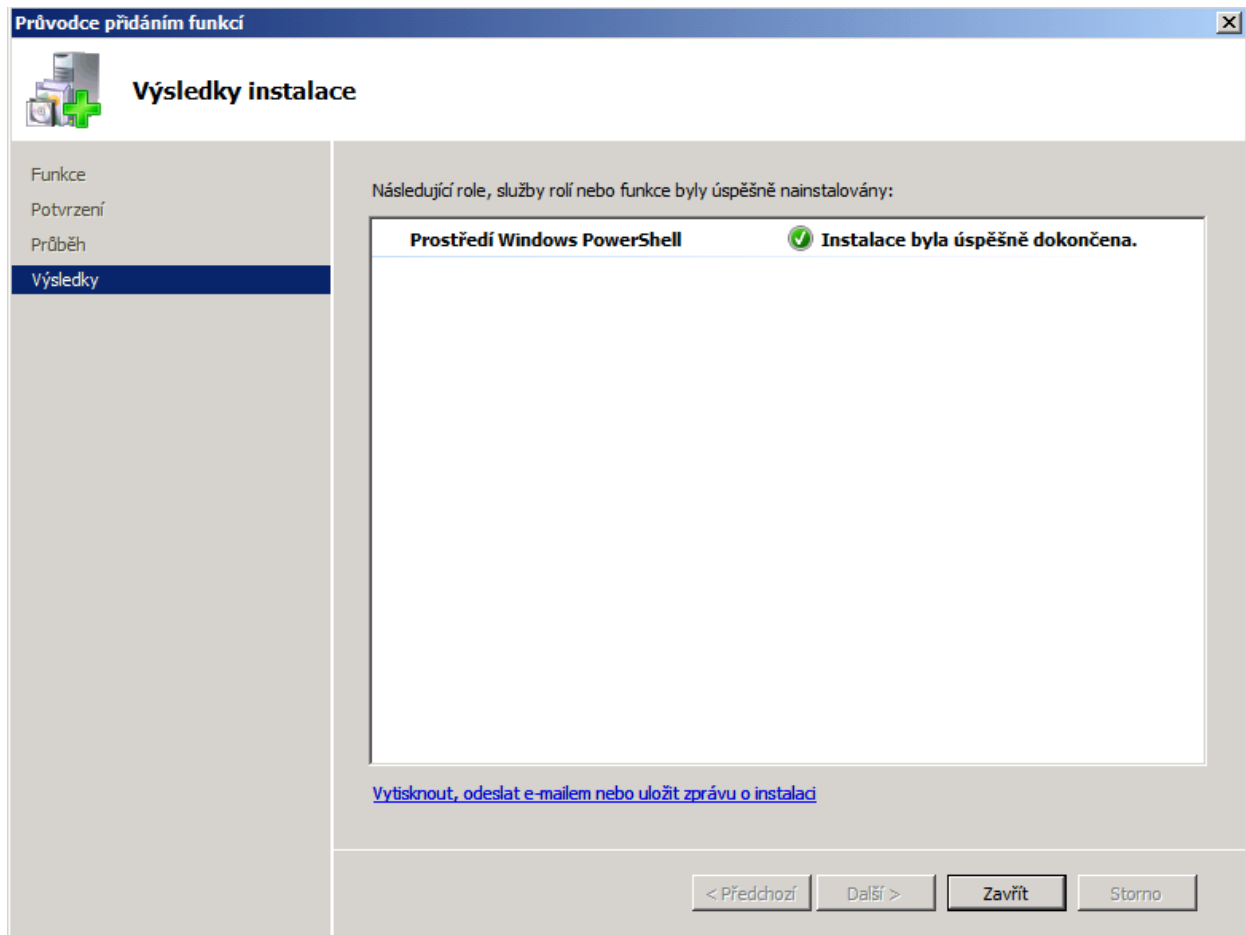 Průvodce přidáním funkcí
Výsledky instalace
Funkce
Potvrzení
Průběh
Výsledky
Následující role, služby rolí nebo funkce byly úspěšně nainstalovány:
Prostředí Windows PowerShell Instalace byla úspěšně dokončena.
Vytisknout, odeslat e-mailem nebo uložit zprávu o instalaci
< Předchozí Další > Zavřít Storno